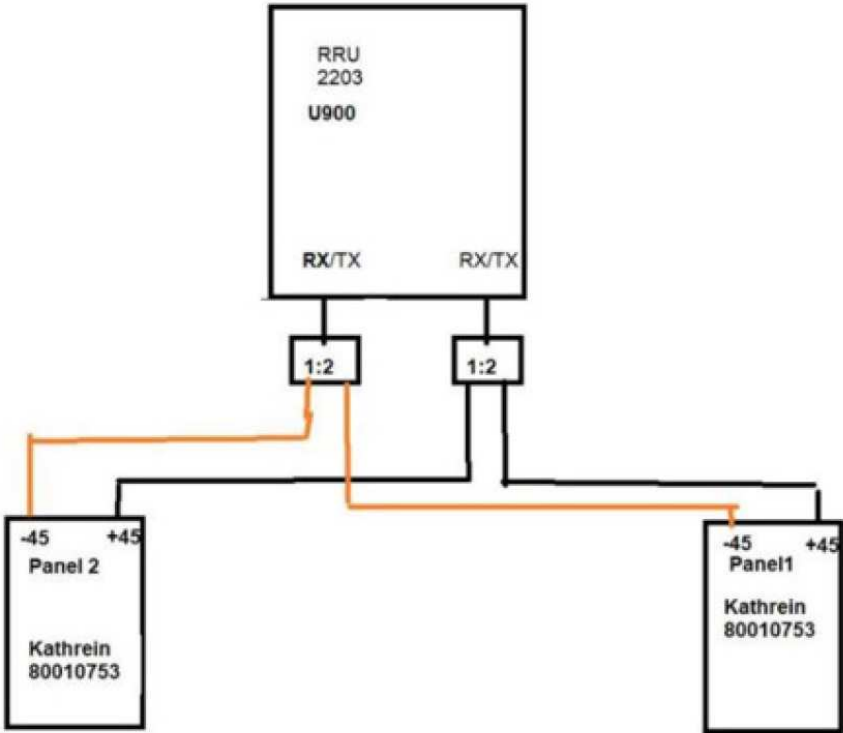 RRU
2203
U900
RX/TX RX/TX
1:2 1:2
-45 +45
Panel 2
Kathrein
80010753
-45 +45
Panel1
Kathrein
80010753